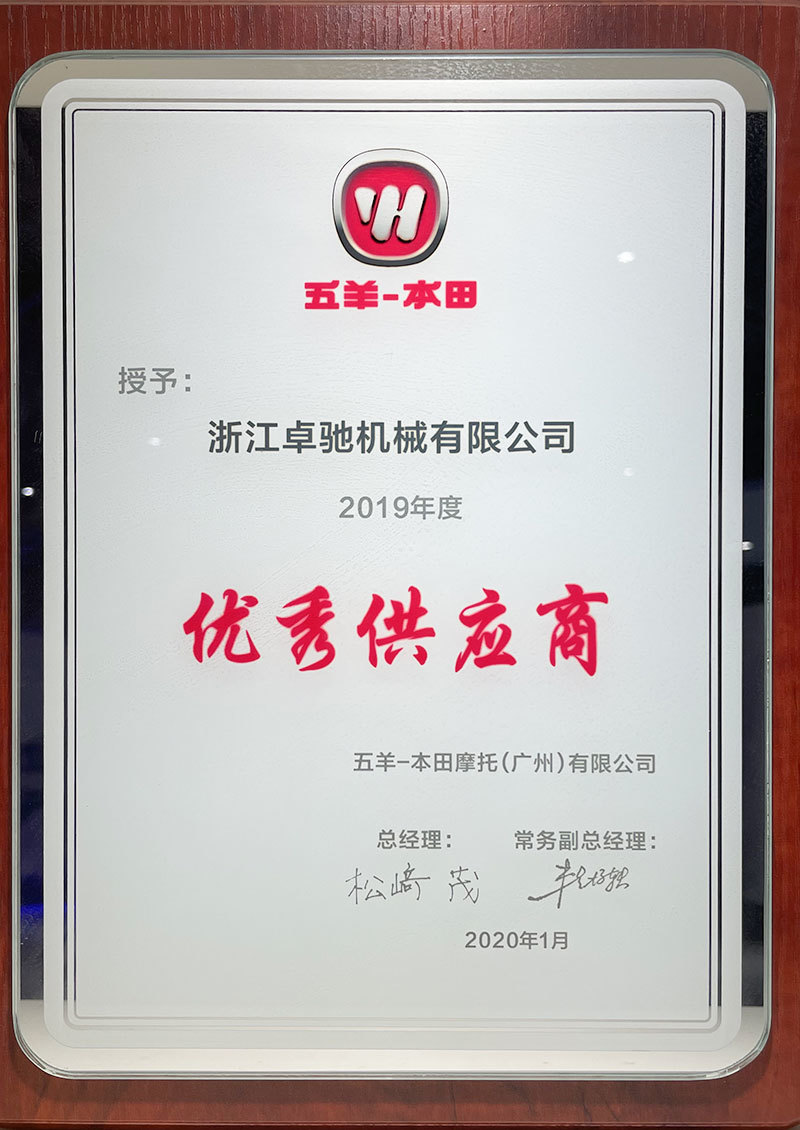 五羊-本田
授予：
浙江卓驰机械有限公司
2019年度
优秀供应商
五羊-本田摩托(广州)有限公司
总经理： 常务副总经理：
松﨑 茂
2020年1月